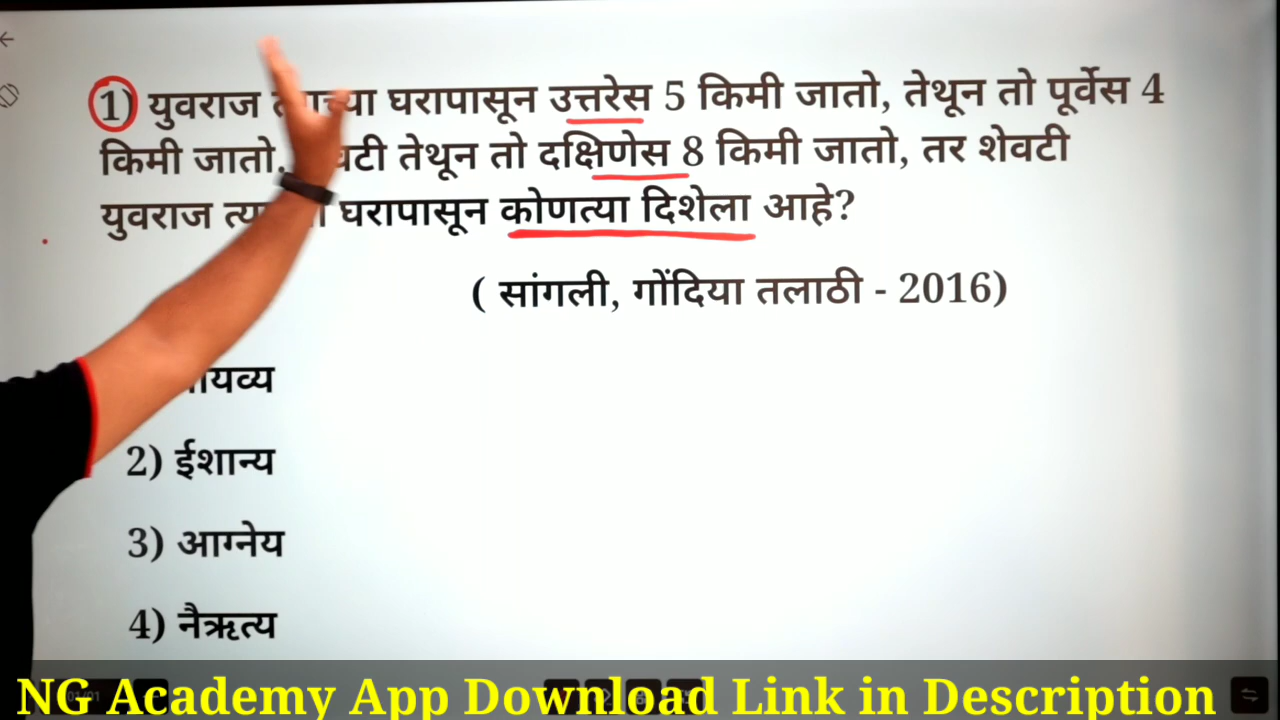 1) युवराज घरापासून उत्तरेस 5 किमी जातो, तेथून तो पूर्वेस 4
किमी जातो, तेथून तो दक्षिणेस 8 किमी जातो, तर शेवटी
युवराज घरापासून कोणत्या दिशेला आहे?
( सांगली, गोंदिया तलाठी - 2016)
2) ईशान्य
3) आग्नेय
4) नैऋत्य
NG Academy App Download Link in Description